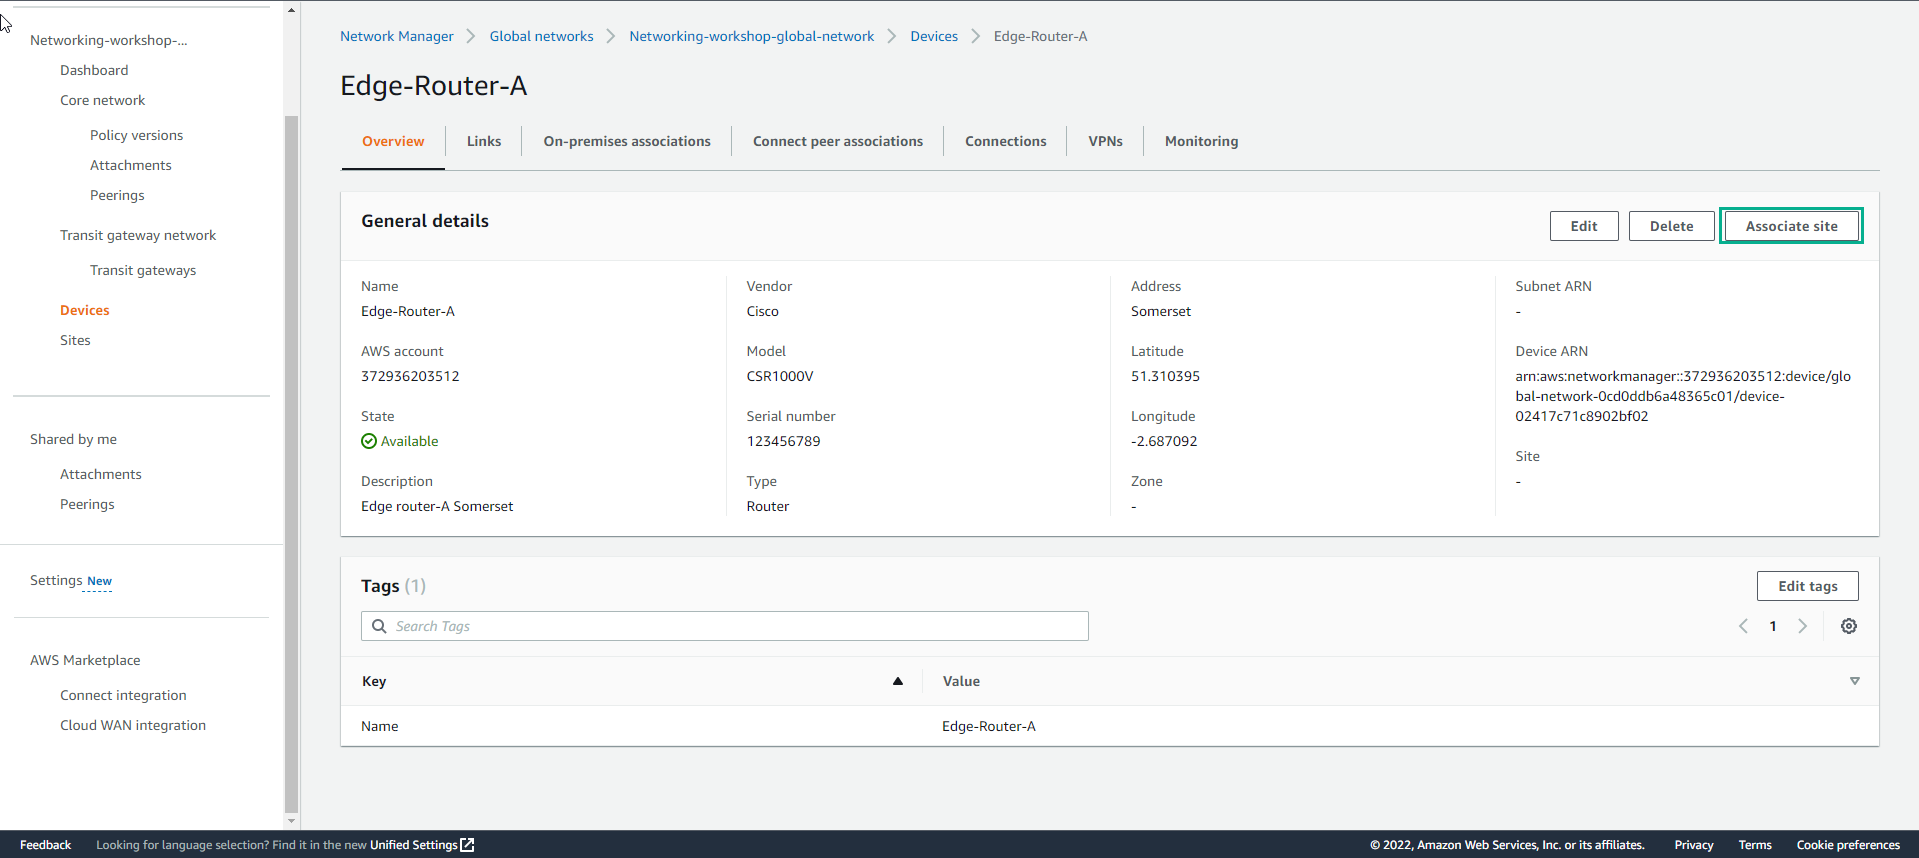 Networking-workshop-...
Dashboard
Core network
Policy versions
Attachments
Peerings
Transit gateway network
Transit gateways
Devices
Sites
Shared by me
Attachments
Peerings
Settings New
AWS Marketplace
Connect integration
Cloud WAN integration
Network Manager > Global networks > Networking-workshop-global-network > Devices > Edge-Router-A
Edge-Router-A
Overview Links On-premises associations Connect peer associations Connections VPNs Monitoring
General details
Edit Delete Associate site
Name
Edge-Router-A
AWS account
372936203512
State
Available
Description
Edge router-A Somerset
Vendor
Cisco
Model
CSR1000V
Serial number
123456789
Type
Router
Address
Somerset
Latitude
51.310395
Longitude
-2.687092
Zone
-
Subnet ARN
-
Device ARN
arn:aws:networkmanager::372936203512:device/glo
bal-network-0cd0ddb6a48365c01/device-
02417c71c8902bf02
Site
-
Tags (1)
Edit tags
Search Tags
1
Key Value
Name Edge-Router-A
Feedback Looking for language selection? Find it in the new Unified Settings © 2022, Amazon Web Services, Inc. or its affiliates. Privacy Terms Cookie preferences